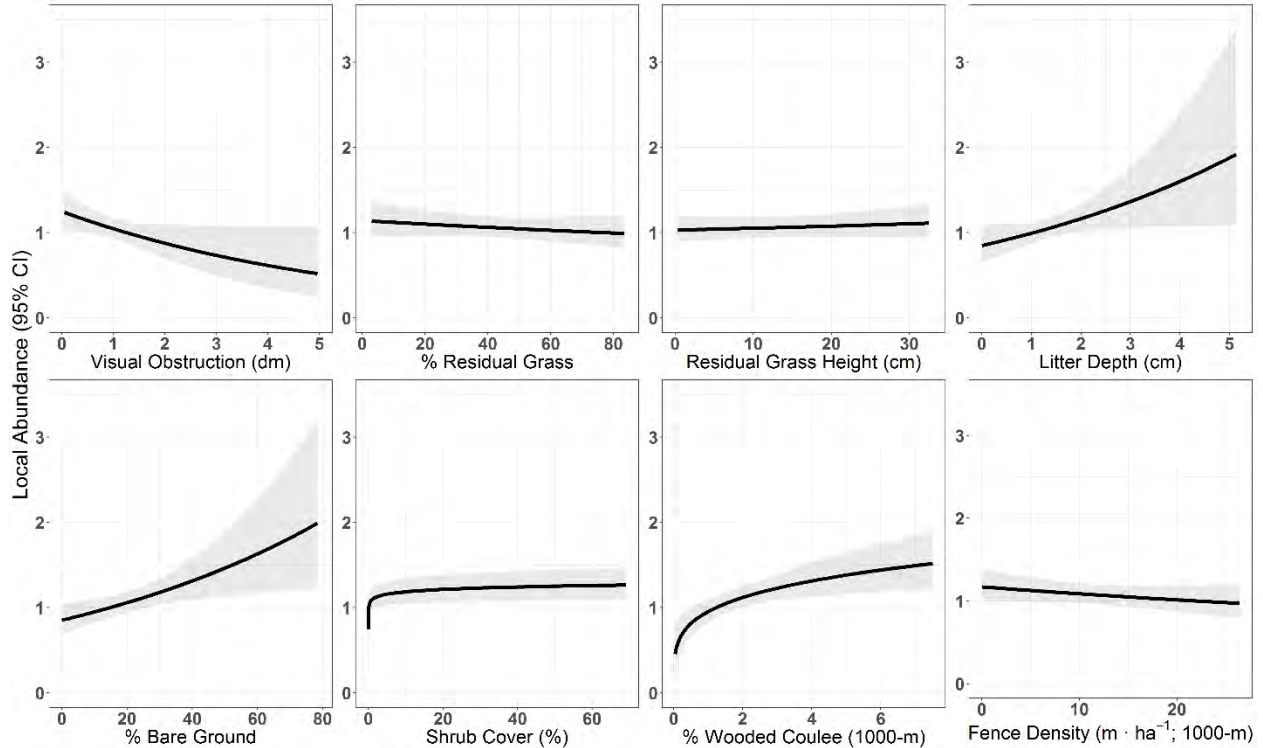 3
2
1
0
0 1 2 3 4 5
Visual Obstruction (dm)
3
2
1
0
0 20 40 60 80
% Residual Grass
3
2
1
0
0 10 20 30
Residual Grass Height (cm)
3
2
1
0
0 1 2 3 4 5
Litter Depth (cm)
Local Abundance (95% CI)
3
2
1
0
0 20 40 60 80
% Bare Ground
3
2
1
0
0 20 40 60
Shrub Cover (%)
3
2
1
0
0 2 4 6
% Wooded Coulee (1000-m)
3
2
1
0
0 10 20
Fence Density (m · ha⁻¹; 1000-m)